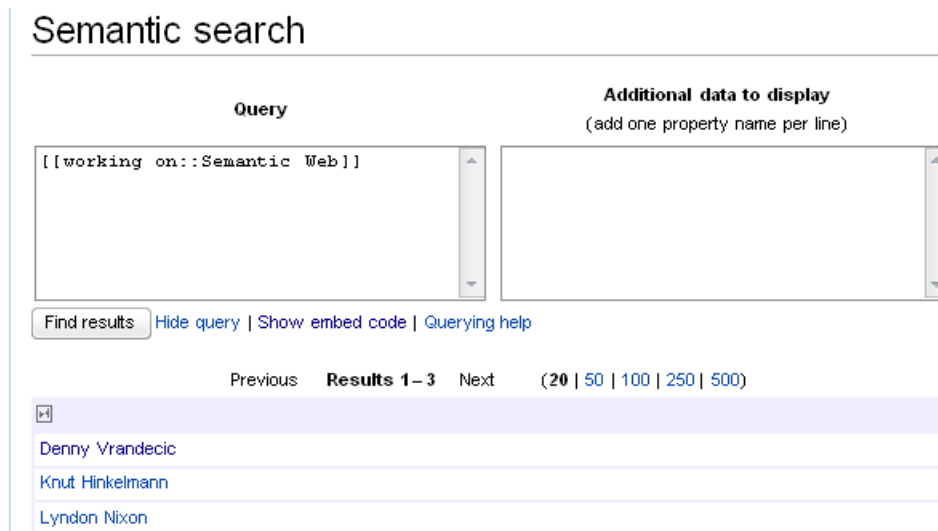 Semantic search
Query
Additional data to display
(add one property name per line)
[[working on::Semantic Web]]
Find results Hide query | Show embed code | Querying help
Previous Results 1 – 3 Next (20 | 50 | 100 | 250 | 500)
Denny Vrandecic
Knut Hinkelmann
Lyndon Nixon